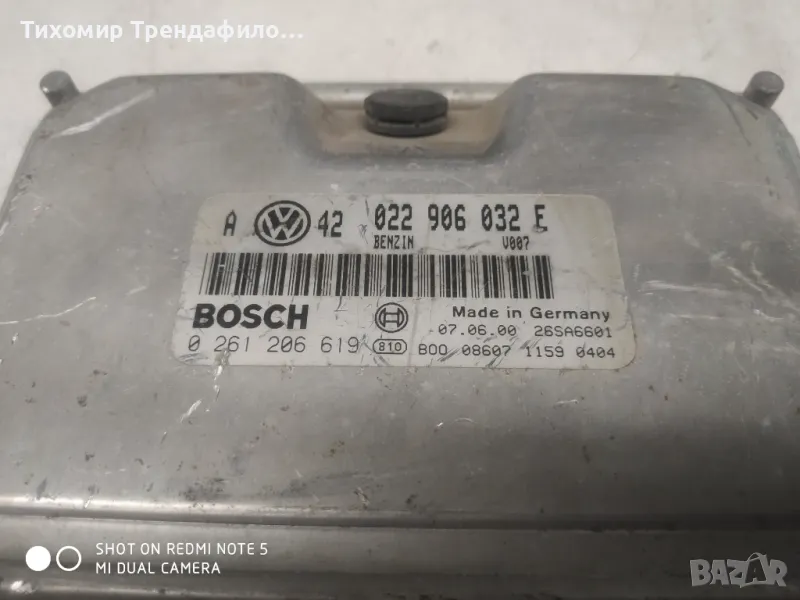 Тихомир Трендафило...
A VW 42 022 906 032 E
BENZIN V007
BOSCH Made in Germany
07.06.00 26SA6601
0 261 206 619 810 B00 08607 1159 0404
SHOT ON REDMI NOTE 5
MI DUAL CAMERA
BAZAR